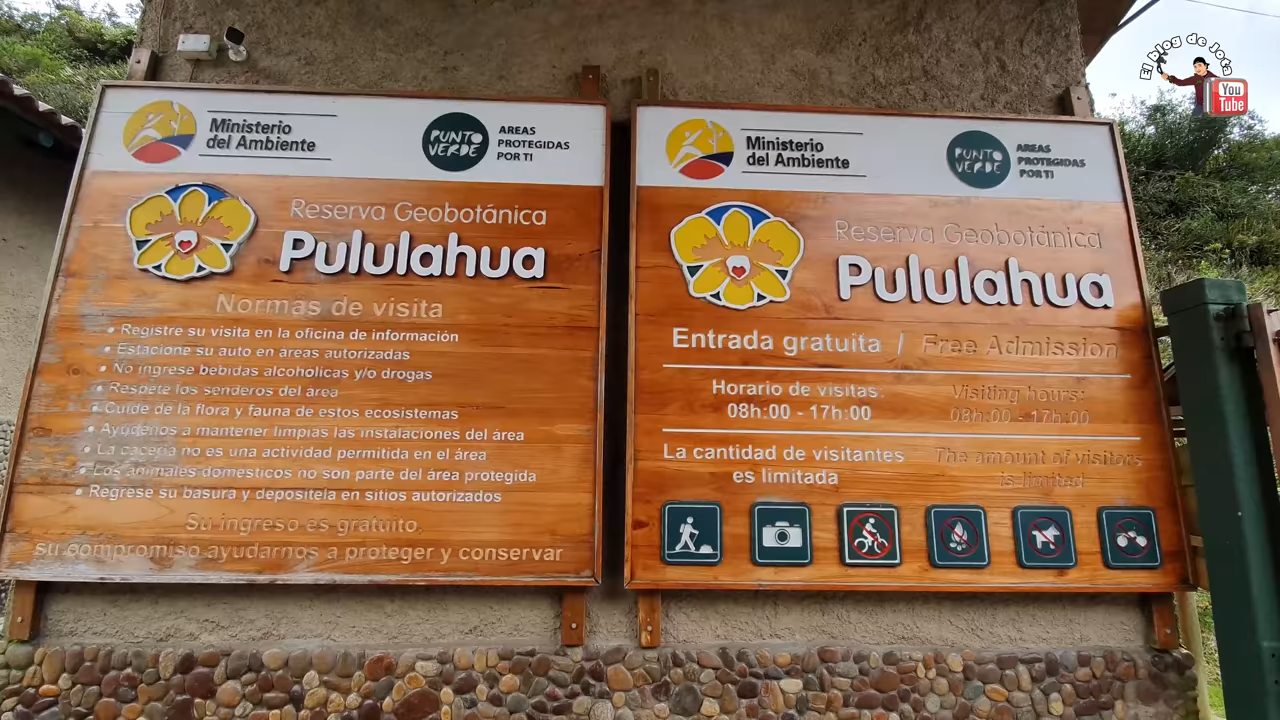 El blog de Jota
You
Tube
Ministerio
del Ambiente
PUNTO
VERDE
AREAS
PROTEGIDAS
POR TI
Reserva Geobotánica
Pululahua
Normas de visita
• Registre su visita en la oficina de información
• Estacione su auto en areas autorizadas
• No ingrese bebidas alcoholicas y/o drogas
• Respete los senderos del área
• Cuide de la flora y fauna de estos ecosistemas
• Ayúdenos a mantener limpias las instalaciones del área
• La caceria no es una actividad permitida en el área
• Los animales domesticos no son parte del área protegida
• Regrese su basura y depositela en sitios autorizados
Su ingreso es gratuito,
su compromiso ayudarnos a proteger y conservar
Ministerio
del Ambiente
PUNTO
VERDE
AREAS
PROTEGIDAS
POR TI
Reserva Geobotánica
Pululahua
Entrada gratuita / Free Admission
Horario de visitas:
08h:00 - 17h:00
Visiting hours:
08h:00 - 17h:00
La cantidad de visitantes
es limitada
The amount of visitors
is limited